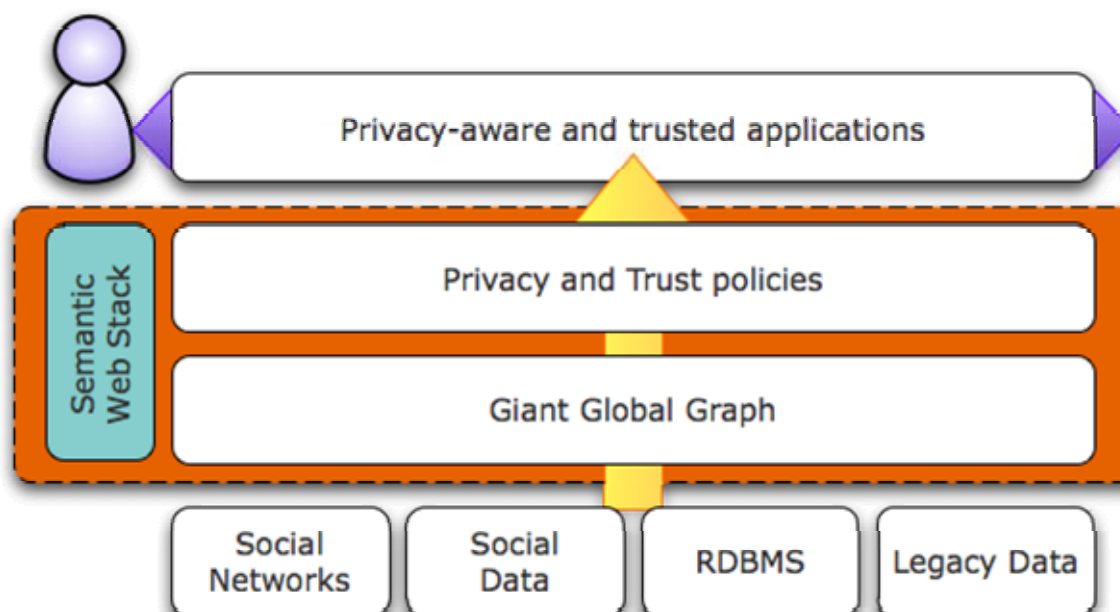 Privacy-aware and trusted applications
Semantic
Web Stack
Privacy and Trust policies
Giant Global Graph
Social
Networks
Social
Data
RDBMS
Legacy Data